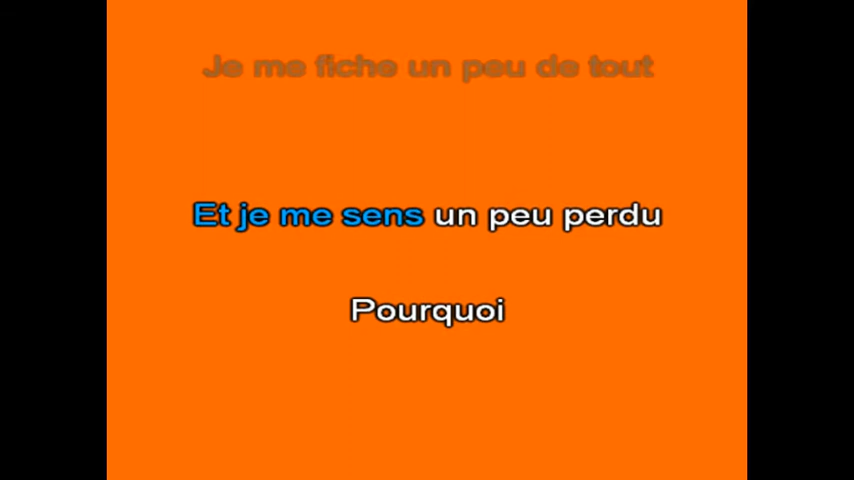 Je me fiche un peu de tout
Et je me sens un peu perdu
Pourquoi